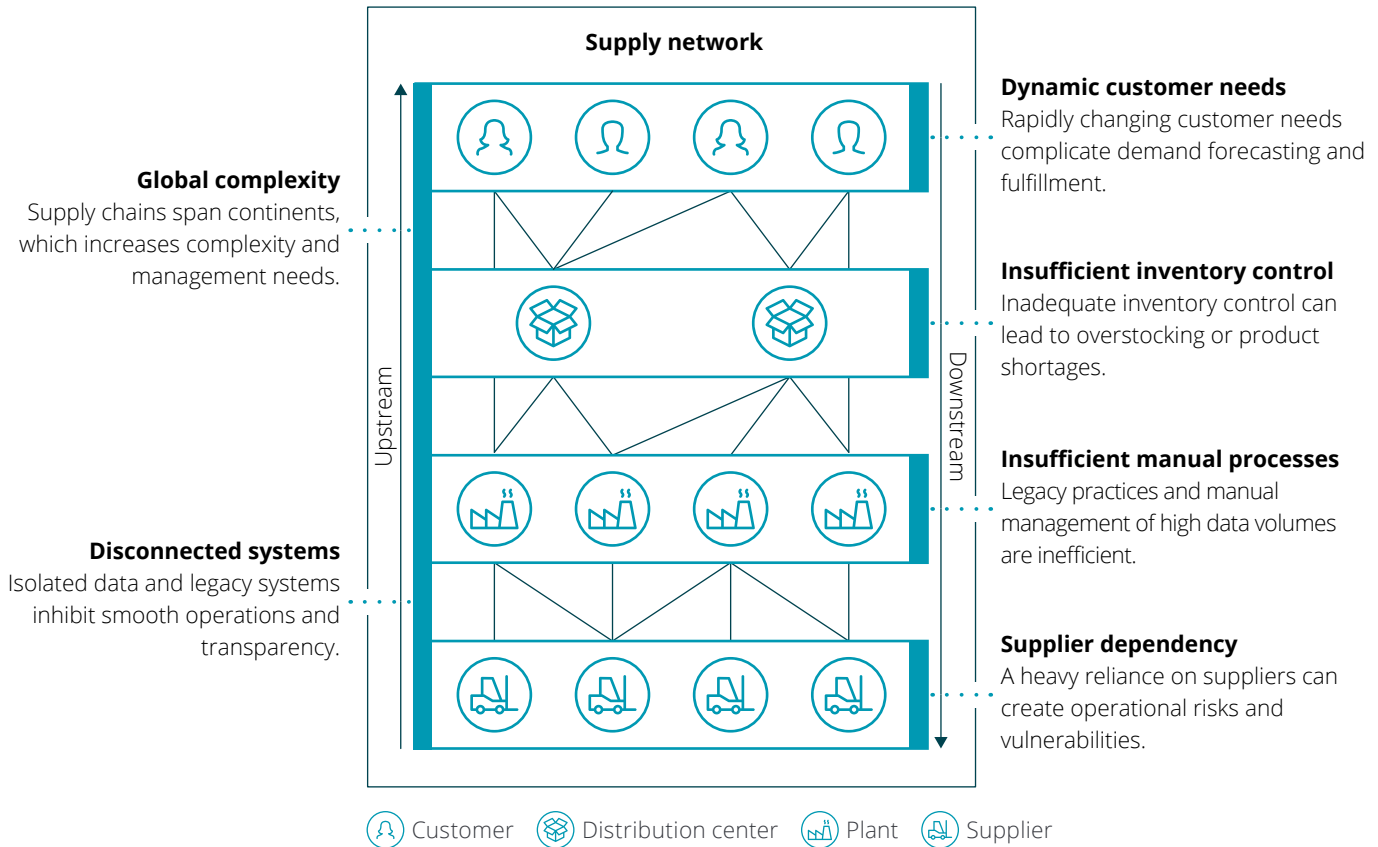 Supply network
Global complexity
Supply chains span continents,
which increases complexity and
management needs.
Disconnected systems
Isolated data and legacy systems
inhibit smooth operations and
transparency.
Upstream
Downstream
Dynamic customer needs
Rapidly changing customer needs
complicate demand forecasting and
fulfillment.
Insufficient inventory control
Inadequate inventory control can
lead to overstocking or product
shortages.
Insufficient manual processes
Legacy practices and manual
management of high data volumes
are inefficient.
Supplier dependency
A heavy reliance on suppliers can
create operational risks and
vulnerabilities.
Customer Distribution center Plant Supplier